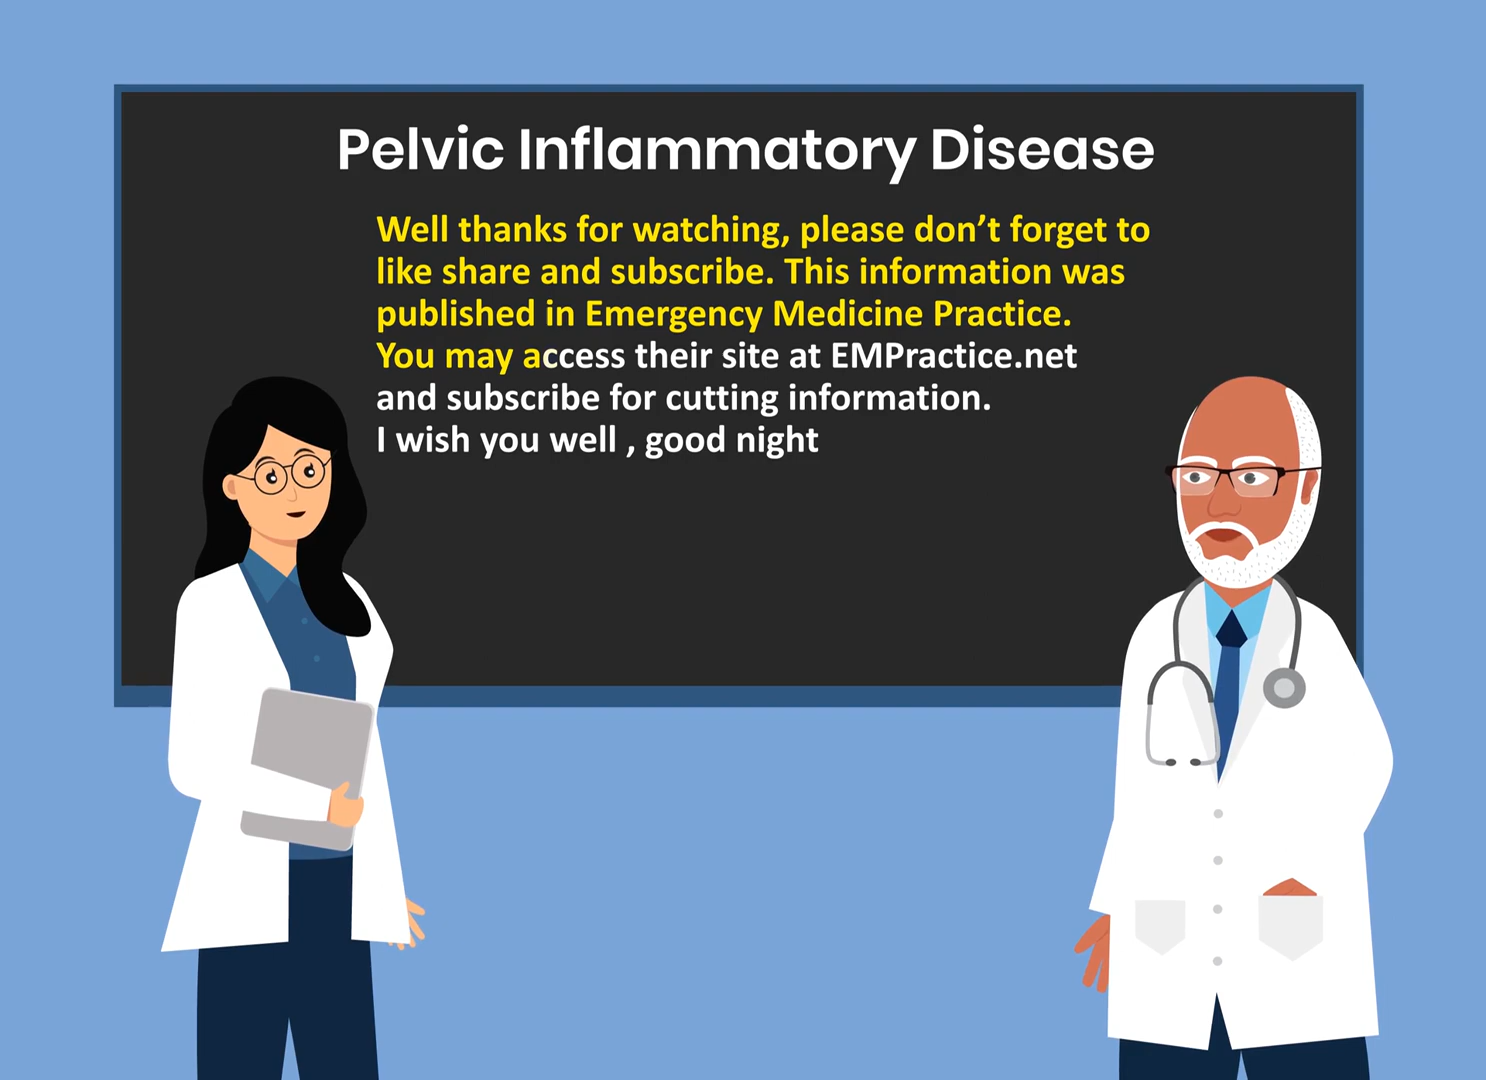 Pelvic Inflammatory Disease
Well thanks for watching, please don’t forget to
like share and subscribe. This information was
published in Emergency Medicine Practice.
You may access their site at EMPractice.net
and subscribe for cutting information.
I wish you well , good night